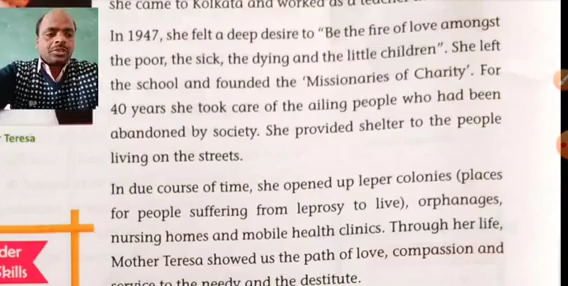 she came to Kolkata and worked as a
In 1947, she felt a deep desire to “Be the fire of love amongst
the poor, the sick, the dying and the little children”. She left
the school and founded the ‘Missionaries of Charity’. For
40 years she took care of the ailing people who had been
abandoned by society. She provided shelter to the people
living on the streets.
In due course of time, she opened up leper colonies (places
for people suffering from leprosy to live), orphanages,
nursing homes and mobile health clinics. Through her life,
Mother Teresa showed us the path of love, compassion and
service to the needy and the destitute.
Teresa
der
Skills